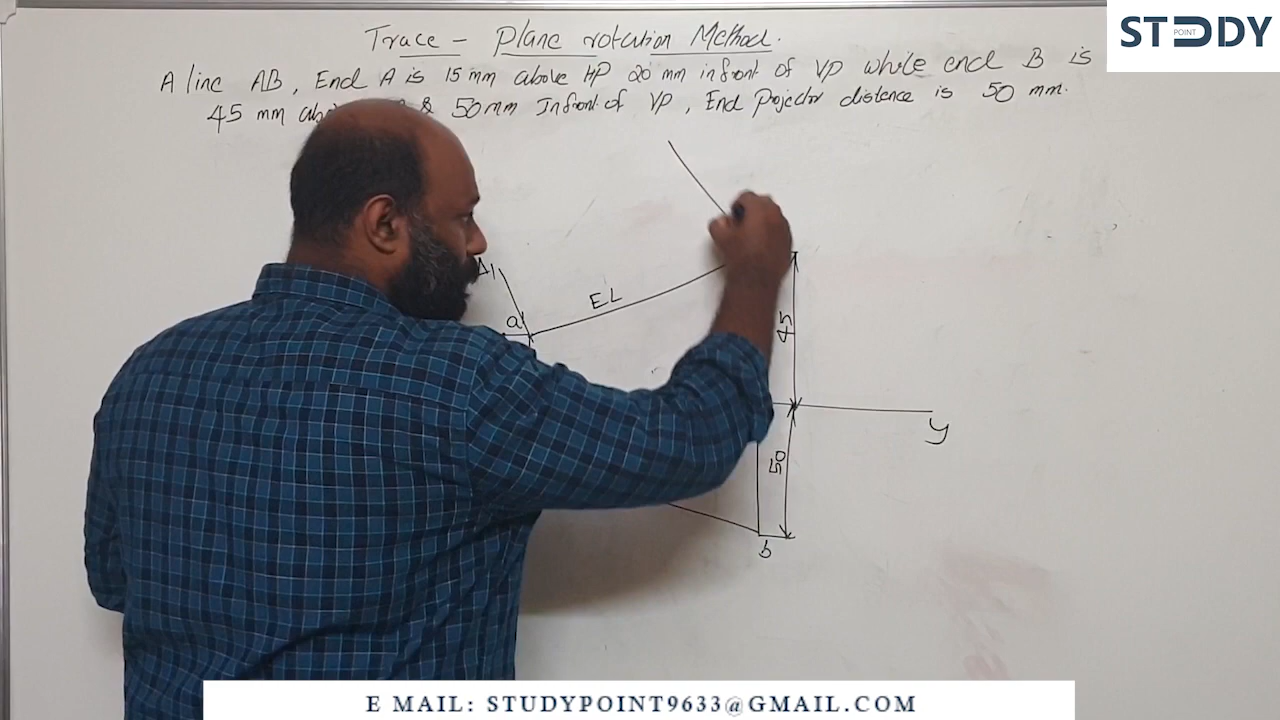 STUDY
POINT
Trace - Plane rotation Method.
A line AB, End A is 15 mm above HP 20 mm infront of VP while end B is
45 mm & 50mm Infront of VP, End Projector distance is 50 mm.
A1
EL
a'
45
y
50
b
E MAIL: STUDYPOINT9633@GMAIL.COM